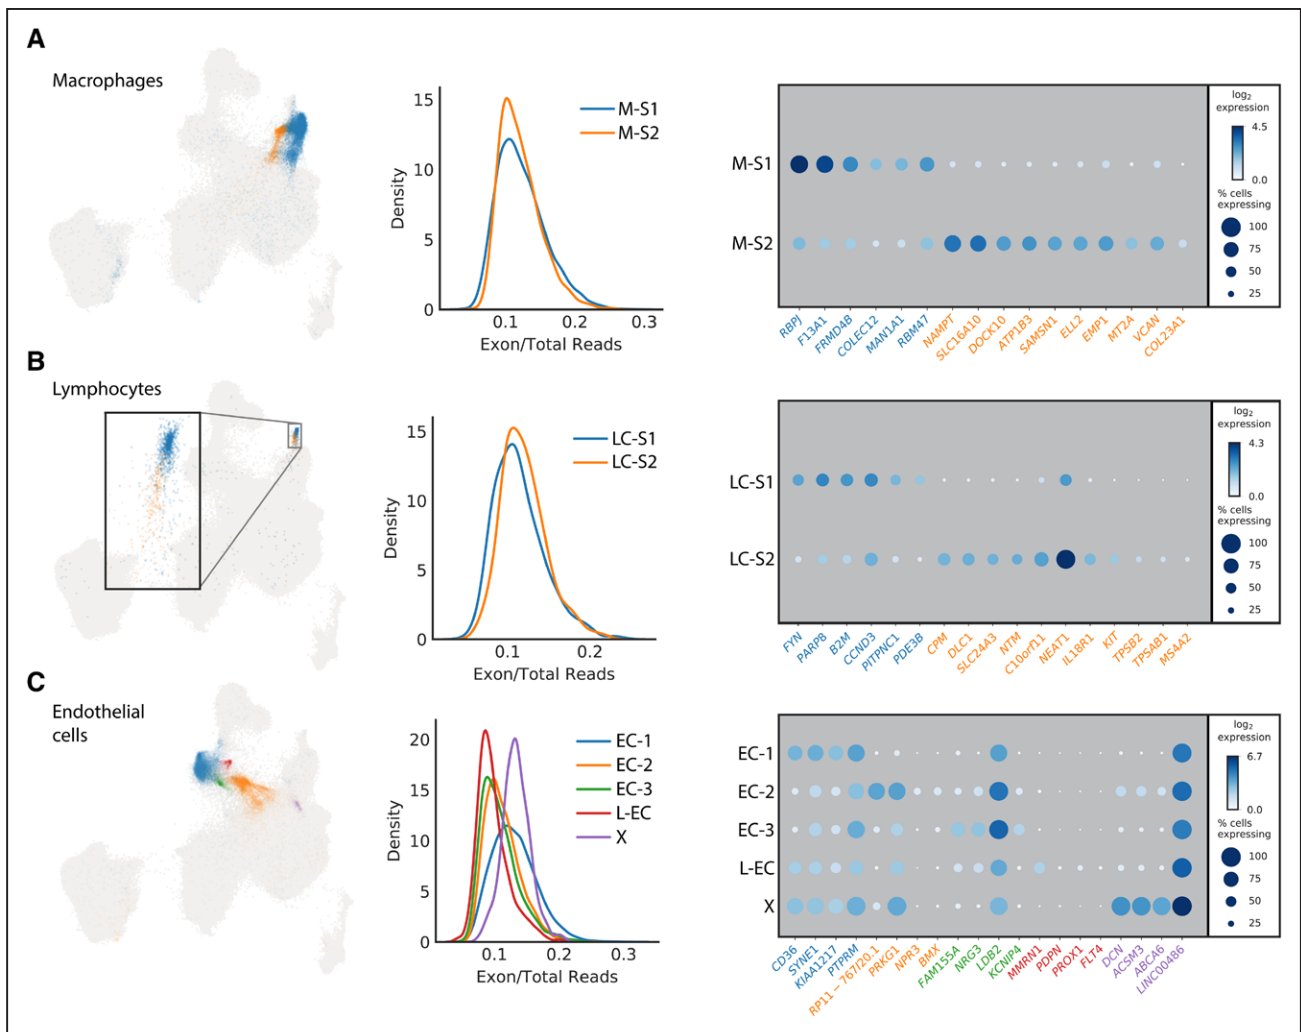 A
Macrophages
15
10
5
0
Density
0.1
0.2
0.3
Exon/Total Reads
M-S1
M-S2
M-S1
M-S2
RBPJ
F13A1
FRMD4B
COLEC12
MAN1A1
RBM47
NAMPT
SLC16A10
DOCK10
ATP1B3
SAMSN1
ELL2
EMP1
MT2A
VCAN
COL23A1
log2
expression
4.5
0.0
% cells
expressing
100
75
50
25
B
Lymphocytes
15
10
5
0
Density
0.1
0.2
Exon/Total Reads
LC-S1
LC-S2
LC-S1
LC-S2
FYN
PARP8
B2M
CCND3
PITPNC1
PDE3B
CPM
DLC1
SLC24A3
NTM
C10orf11
NEAT1
IL18R1
KIT
TPSB2
TPSAB1
MS4A2
log2
expression
4.3
0.0
% cells
expressing
100
75
50
25
C
Endothelial
cells
20
15
10
5
0
Density
0.1
0.2
0.3
Exon/Total Reads
EC-1
EC-2
EC-3
L-EC
X
EC-1
EC-2
EC-3
L-EC
X
CD36
SYNE1
KIAA1217
PTPRM
RP11 − 767I20.1
PRKG1
NPR3
BMX
FAM155A
NRG3
LDB2
KCNIP4
MMRN1
PDPN
PROX1
FLT4
DCN
ACSM3
ABCA6
LINC00486
log2
expression
6.7
0.0
% cells
expressing
100
75
50
25